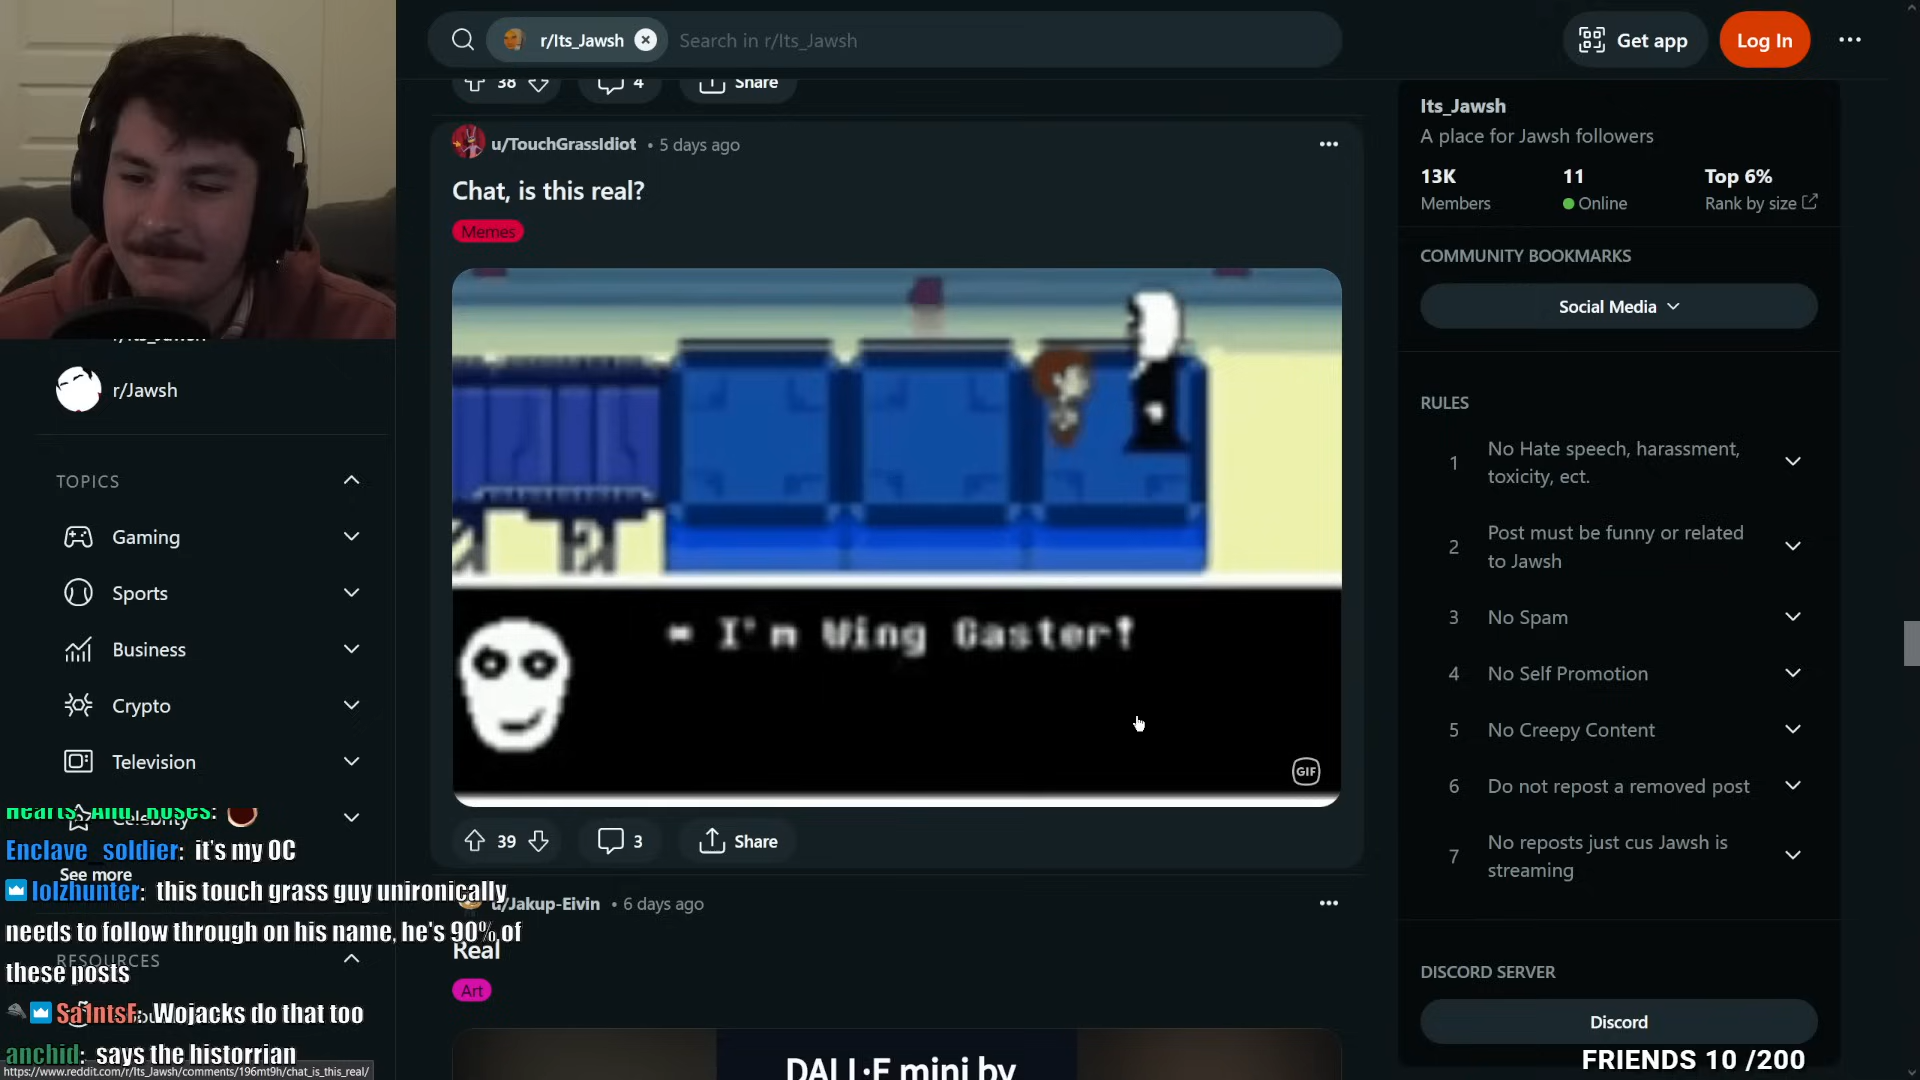 r/Its_Jawsh
Search in r/Its_Jawsh
Get app
Log In
38
4
Share
u/TouchGrassIdiot • 5 days ago
Chat, is this real?
Memes
* I'm Wing Gaster!
GIF
39
3
Share
u/Jakup-Eivin • 6 days ago
Real
Art
DALL·E mini by
r/Its_Jawsh
r/Jawsh
TOPICS
Gaming
Sports
Business
Crypto
Television
Celebrity
See more
RESOURCES
Hearts_And_Roses:
Enclave_soldier: it's my OC
lolzhunter: this touch grass guy unironically
needs to follow through on his name, he's 90% of
these posts
Sa1ntsF: Wojacks do that too
anchid: says the historrian
https://www.reddit.com/r/Its_Jawsh/comments/196mt9h/chat_is_this_real/
Its_Jawsh
A place for Jawsh followers
13K
Members
11
Online
Top 6%
Rank by size
COMMUNITY BOOKMARKS
Social Media
RULES
1 No Hate speech, harassment,
toxicity, ect.
2 Post must be funny or related
to Jawsh
3 No Spam
4 No Self Promotion
5 No Creepy Content
6 Do not repost a removed post
7 No reposts just cus Jawsh is
streaming
DISCORD SERVER
Discord
FRIENDS 10 /200